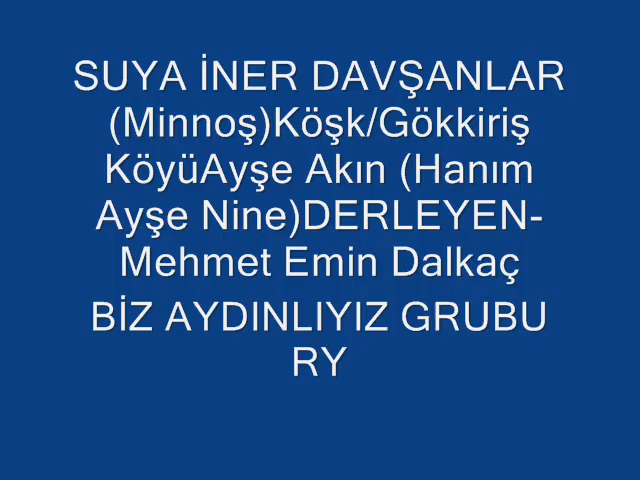 SUYA İNER DAVŞANLAR
(Minnoş)Köşk/Gökkiriş
KöyüAyşe Akın (Hanım
Ayşe Nine)DERLEYEN-
Mehmet Emin Dalkaç
BİZ AYDINLIYIZ GRUBU
RY